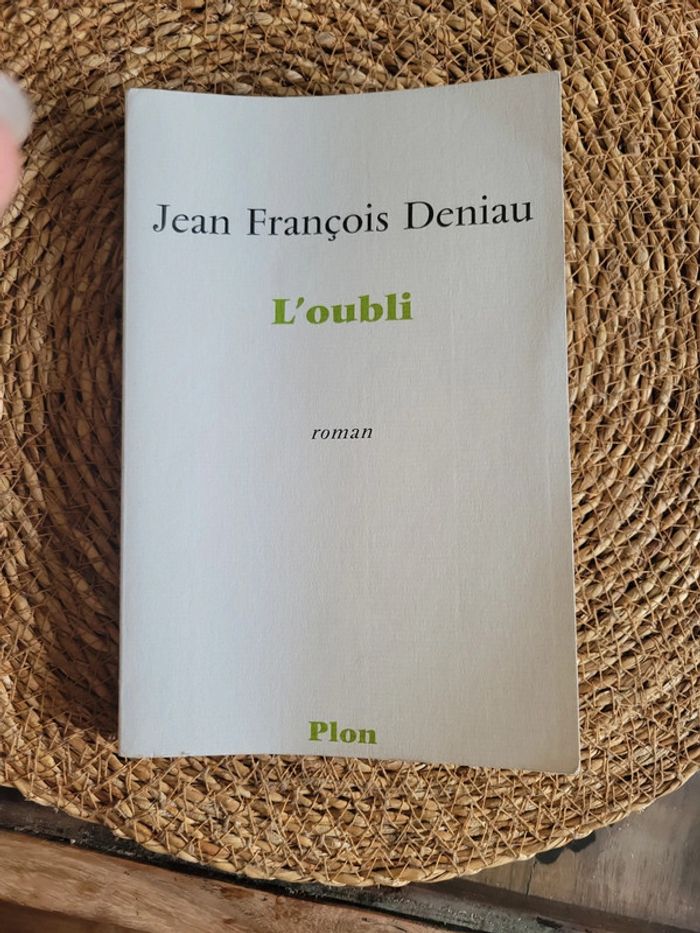 Jean François Deniau
L'oubli
roman
Plon